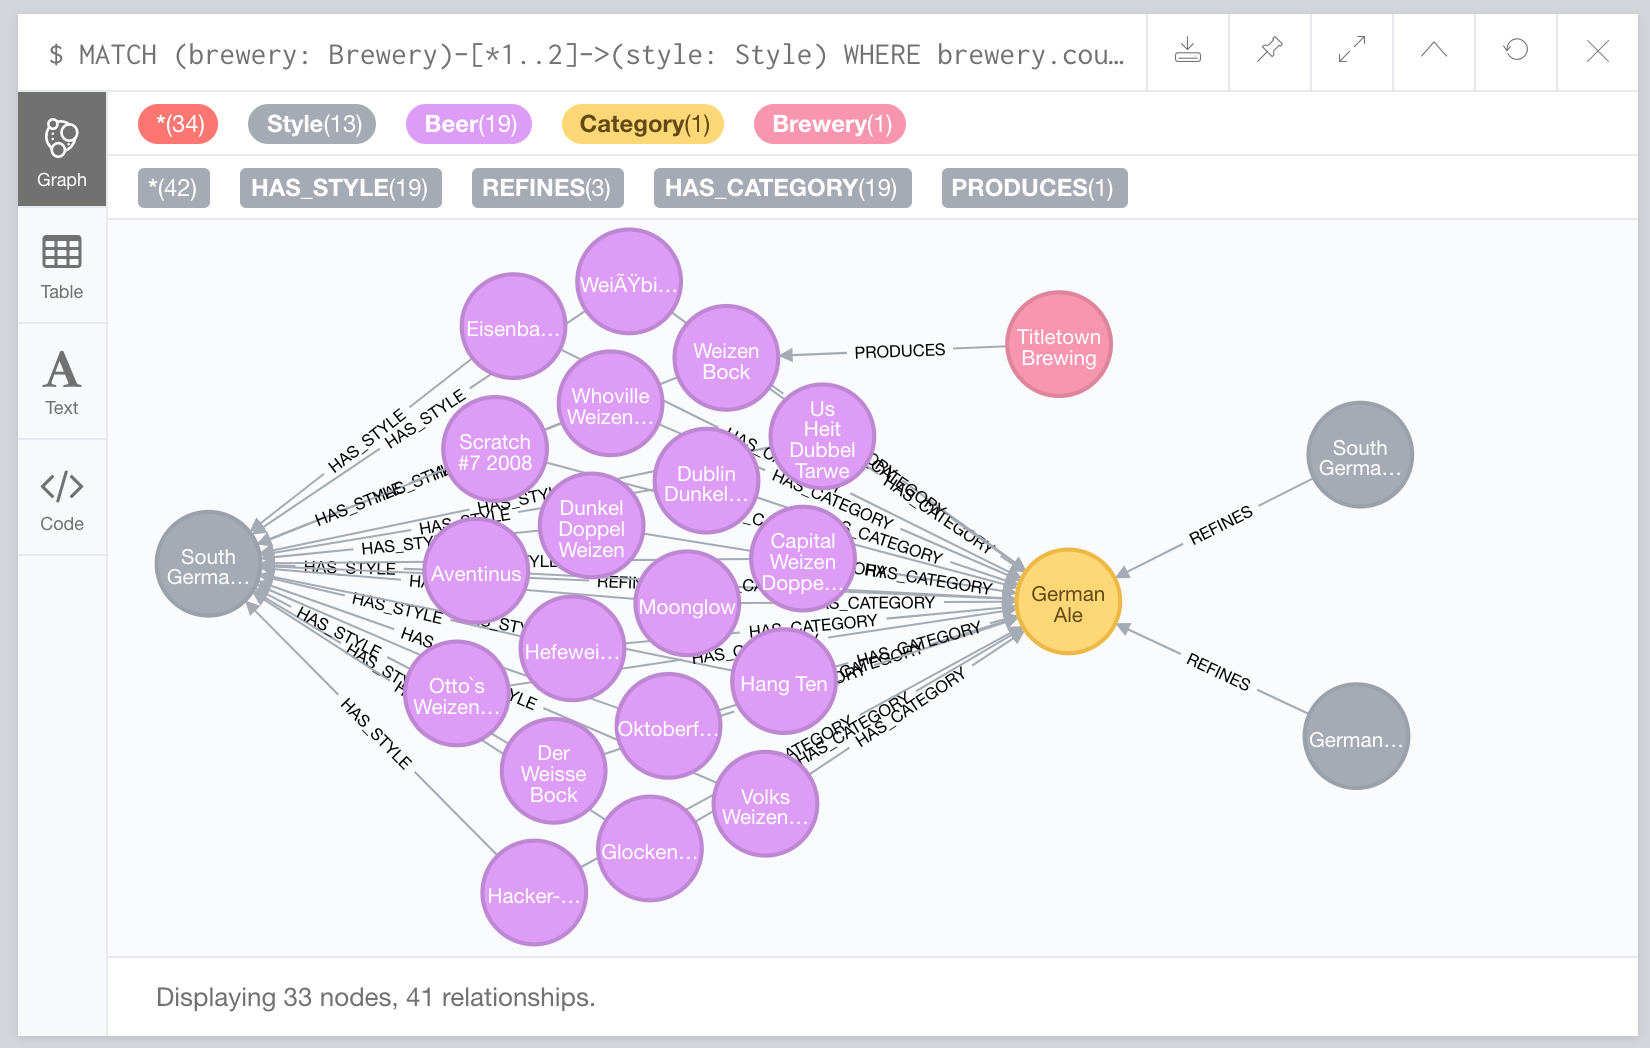 $ MATCH (brewery: Brewery)-[*1..2]->(style: Style) WHERE brewery.cou…
Graph
Table
Text
Code
*(34) Style(13) Beer(19) Category(1) Brewery(1)
*(42) HAS_STYLE(19) REFINES(3) HAS_CATEGORY(19) PRODUCES(1)
WeiÃŸbi…
Eisenba…
Weizen
Bock
PRODUCES
Titletown
Brewing
Whoville
Weizen…
Us
Heit
Dubbel
Tarwe
HAS_STYLE
HAS_STYLE
Scratch
#7 2008
Dublin
Dunkel…
South
Germa…
HAS_CATEGORY
HAS_CATEGORY
Dunkel
Doppel
Weizen
REFINES
South
Germa…
HAS_STYLE
Aventinus
Capital
Weizen
Doppe…
HAS_CATEGORY
German
Ale
Moonglow
HAS_CATEGORY
HAS_STYLE
HAS_CATEGORY
Hefewei…
HAS_STYLE
HAS_CATEGORY
REFINES
Otto`s
Weizen…
Hang Ten
Oktoberf…
HAS_STYLE
HAS_CATEGORY
HAS_CATEGORY
German…
Der
Weisse
Bock
Volks
Weizen…
Glocken…
Hacker-…
Displaying 33 nodes, 41 relationships.